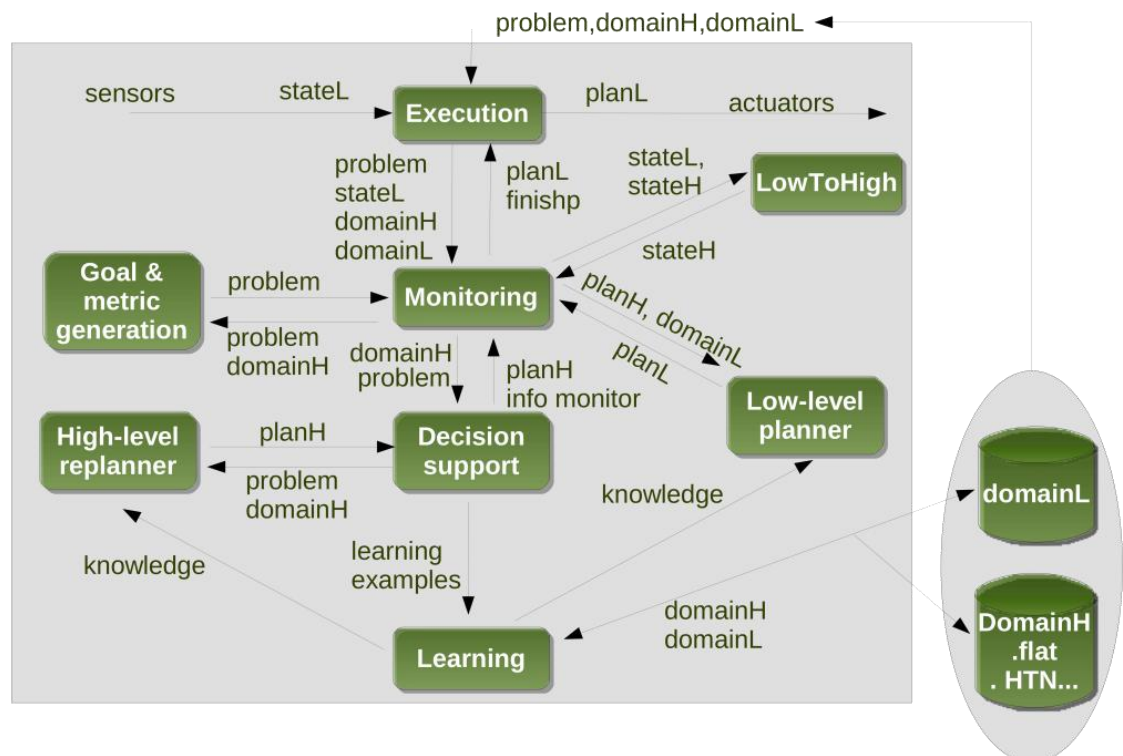 problem,domainH,domainL
sensors
stateL
Execution
planL
actuators
problem
stateL
domainH
domainL
planL
finishp
stateL,
stateH
LowToHigh
stateH
Goal &
metric
generation
problem
Monitoring
problem
domainH
planH, domainL
planL
domainH
problem
planH
info monitor
Low-level
planner
High-level
replanner
planH
Decision
support
problem
domainH
knowledge
domainL
knowledge
learning
examples
domainH
domainL
Learning
DomainH
.flat
. HTN...